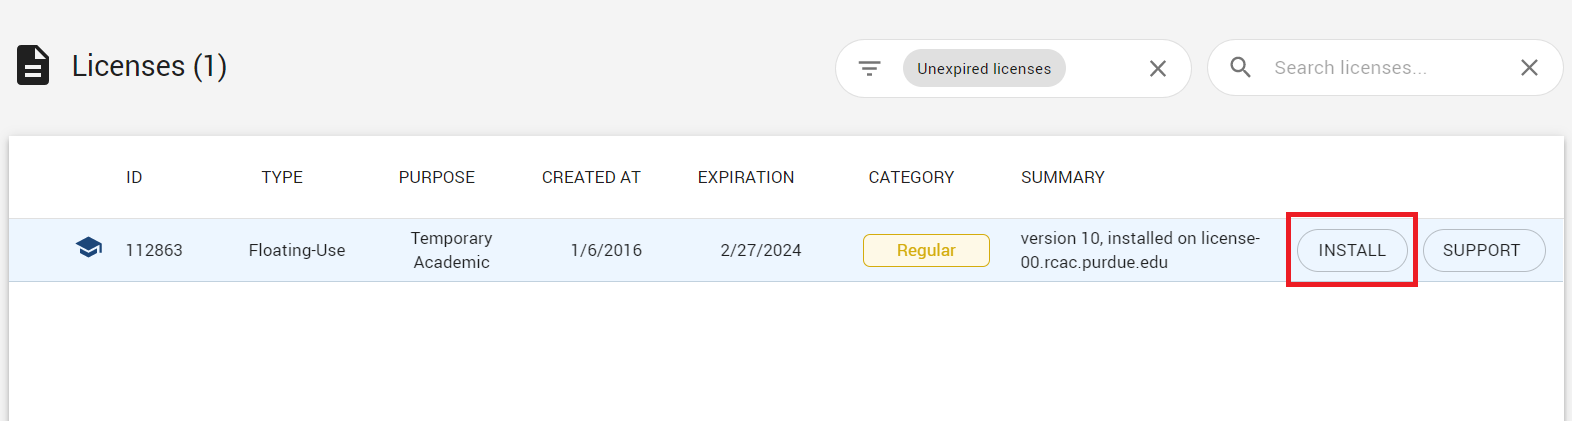 Licenses (1)
Unexpired licenses
Search licenses...
ID TYPE PURPOSE CREATED AT EXPIRATION CATEGORY SUMMARY
112863 Floating-Use Temporary Academic 1/6/2016 2/27/2024 Regular version 10, installed on license-
00.rcac.purdue.edu INSTALL SUPPORT